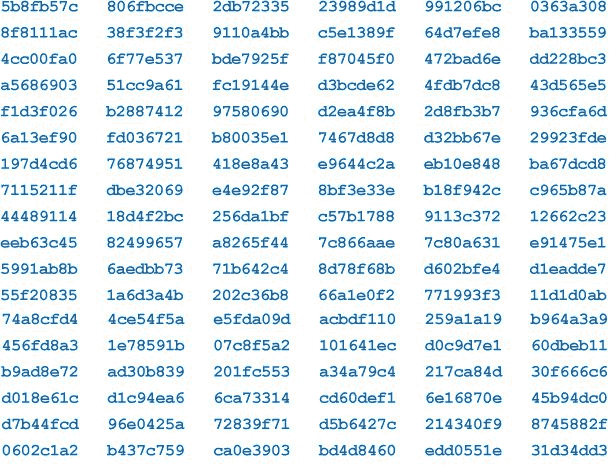 5b8fb57c 806fbcce 2db72335 23989d1d 991206bc 0363a308
8f8111ac 38f3f2f3 9110a4bb c5e1389f 64d7efe8 ba133559
4cc00fa0 6f77e537 bde7925f f87045f0 472bad6e dd228bc3
a5686903 51cc9a61 fc19144e d3bcde62 4fdb7dc8 43d565e5
f1d3f026 b2887412 97580690 d2ea4f8b 2d8fb3b7 936cfa6d
6a13ef90 fd036721 b80035e1 7467d8d8 d32bb67e 29923fde
197d4cd6 76874951 418e8a43 e9644c2a eb10e848 ba67dcd8
7115211f dbe32069 e4e92f87 8bf3e33e b18f942c c965b87a
44489114 18d4f2bc 256da1bf c57b1788 9113c372 12662c23
eeb63c45 82499657 a8265f44 7c866aae 7c80a631 e91475e1
5991ab8b 6aedbb73 71b642c4 8d78f68b d602bfe4 d1eadde7
55f20835 1a6d3a4b 202c36b8 66a1e0f2 771993f3 11d1d0ab
74a8cfd4 4ce54f5a e5fda09d acbdf110 259a1a19 b964a3a9
456fd8a3 1e78591b 07c8f5a2 101641ec d0c9d7e1 60dbeb11
b9ad8e72 ad30b839 201fc553 a34a79c4 217ca84d 30f666c6
d018e61c d1c94ea6 6ca73314 cd60def1 6e16870e 45b94dc0
d7b44fcd 96e0425a 72839f71 d5b6427c 214340f9 8745882f
0602c1a2 b437c759 ca0e3903 bd4d8460 edd0551e 31d34dd3